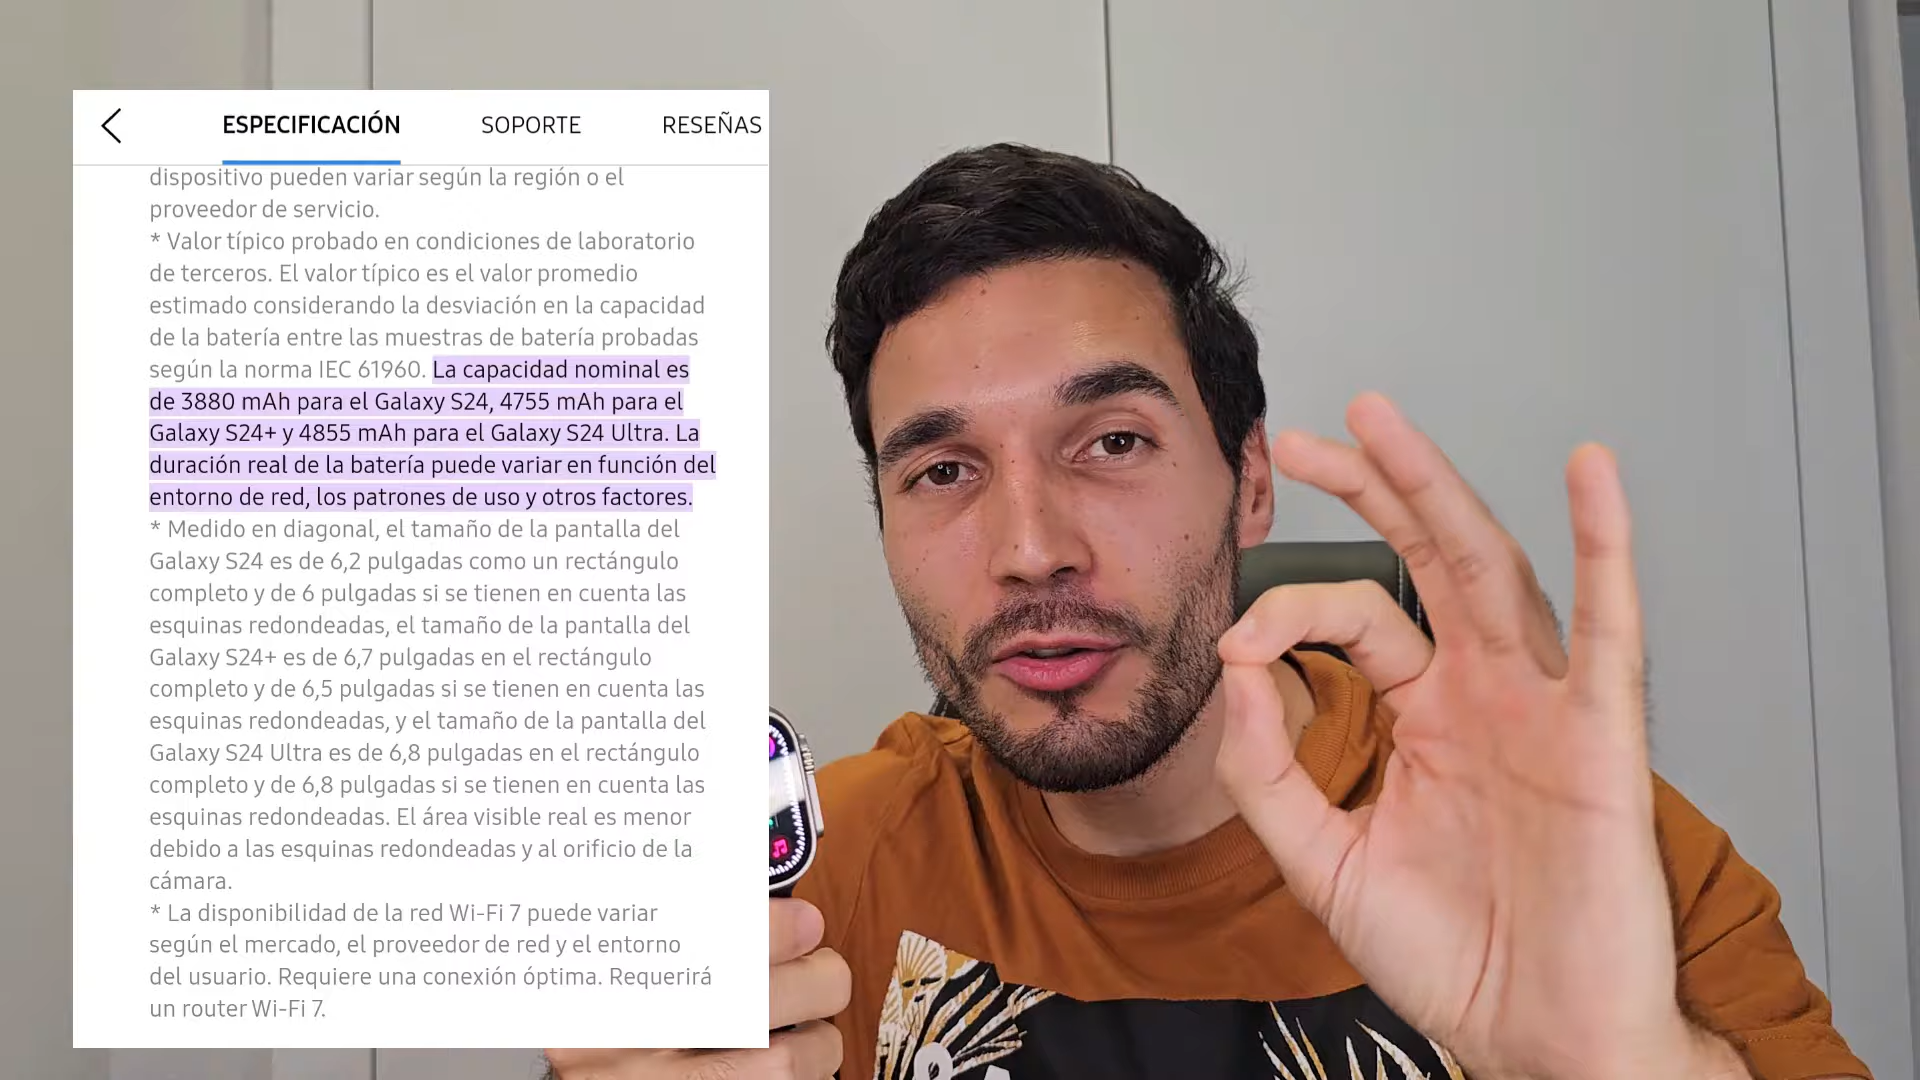 ESPECIFICACIÓN SOPORTE RESEÑAS
dispositivo pueden variar según la región o el
proveedor de servicio.
* Valor típico probado en condiciones de laboratorio
de terceros. El valor típico es el valor promedio
estimado considerando la desviación en la capacidad
de la batería entre las muestras de batería probadas
según la norma IEC 61960. La capacidad nominal es
de 3880 mAh para el Galaxy S24, 4755 mAh para el
Galaxy S24+ y 4855 mAh para el Galaxy S24 Ultra. La
duración real de la batería puede variar en función del
entorno de red, los patrones de uso y otros factores.
* Medido en diagonal, el tamaño de la pantalla del
Galaxy S24 es de 6,2 pulgadas como un rectángulo
completo y de 6 pulgadas si se tienen en cuenta las
esquinas redondeadas, el tamaño de la pantalla del
Galaxy S24+ es de 6,7 pulgadas en el rectángulo
completo y de 6,5 pulgadas si se tienen en cuenta las
esquinas redondeadas, y el tamaño de la pantalla del
Galaxy S24 Ultra es de 6,8 pulgadas en el rectángulo
completo y de 6,8 pulgadas si se tienen en cuenta las
esquinas redondeadas. El área visible real es menor
debido a las esquinas redondeadas y al orificio de la
cámara.
* La disponibilidad de la red Wi-Fi 7 puede variar
según el mercado, el proveedor de red y el entorno
del usuario. Requiere una conexión óptima. Requerirá
un router Wi-Fi 7.